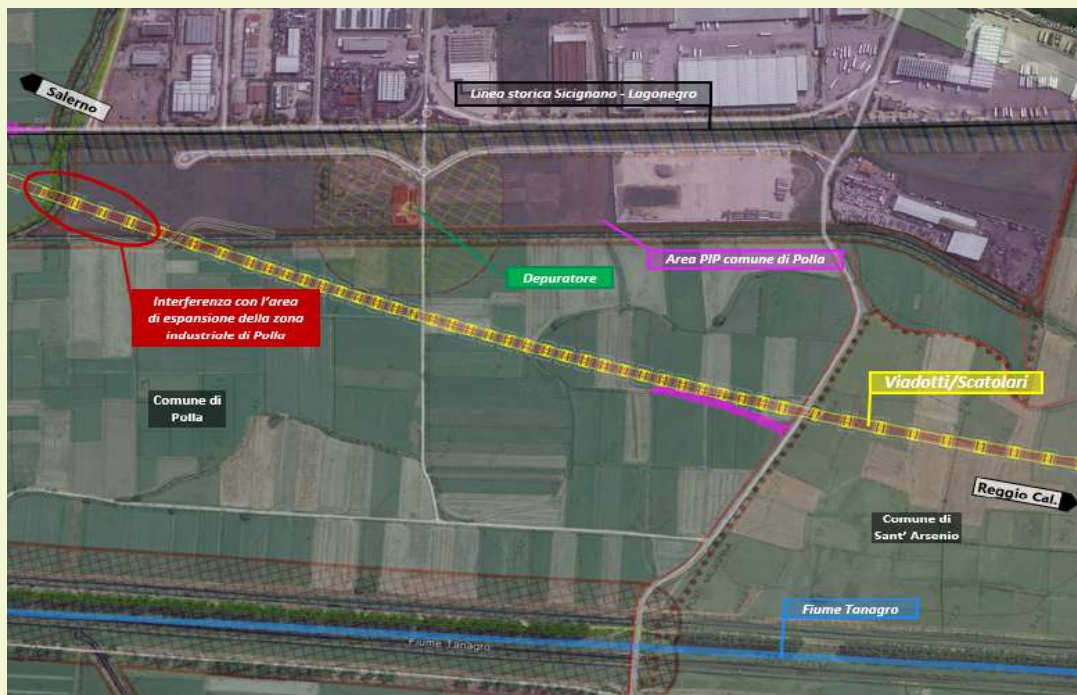 Salerno
Linea storica Sicignano - Lagonegro
Area PIP comune di Polla
Depuratore
Interferenza con l'area
di espansione della zona
industriale di Polla
Viadotti/Scatolari
Comune di
Polla
Reggio Cal.
Comune di
Sant' Arsenio
Fiume Tanagro
Fiume Tanagro